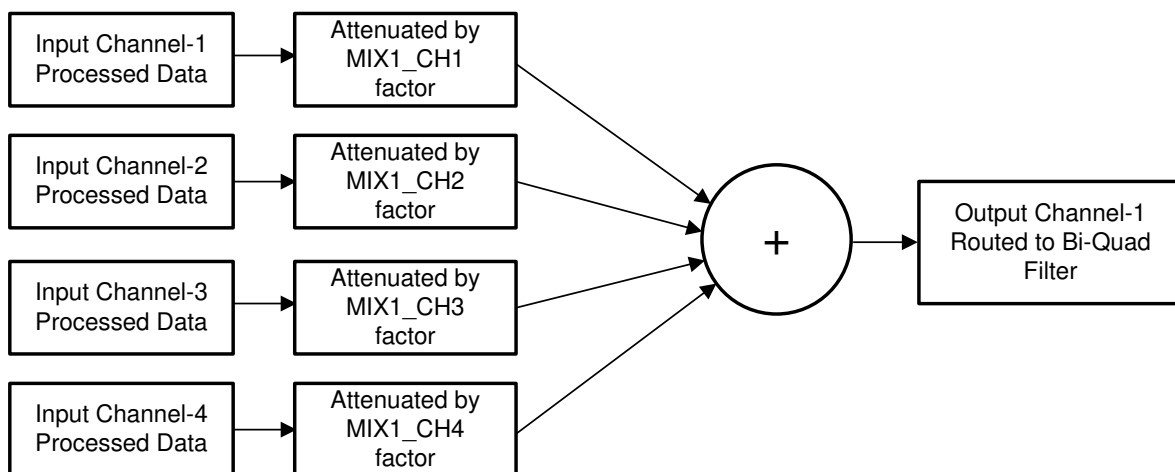 Input Channel-1
Processed Data
Attenuated by
MIX1_CH1
factor
Input Channel-2
Processed Data
Attenuated by
MIX1_CH2
factor
Input Channel-3
Processed Data
Attenuated by
MIX1_CH3
factor
Input Channel-4
Processed Data
Attenuated by
MIX1_CH4
factor
+
Output Channel-1
Routed to Bi-Quad
Filter